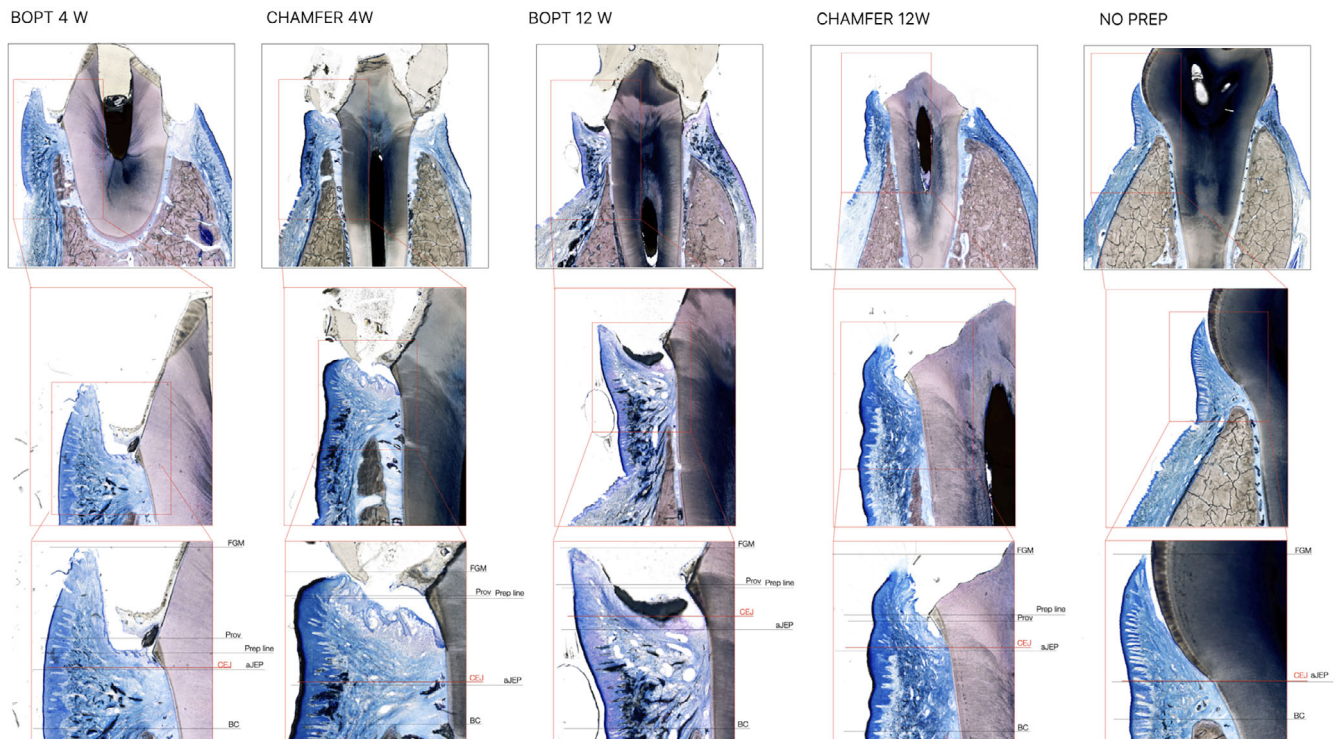 BOPT 4 W
CHAMFER 4W
BOPT 12 W
CHAMFER 12W
NO PREP
FGM
Prov
Prep line
CEJ aJEP
BC
FGM
Prov Prep line
CEJ aJEP
BC
FGM
Prov Prep line
CEJ
aJEP
BC
FGM
Prep line
Prov
CEJ
aJEP
BC
FGM
CEJ aJEP
BC